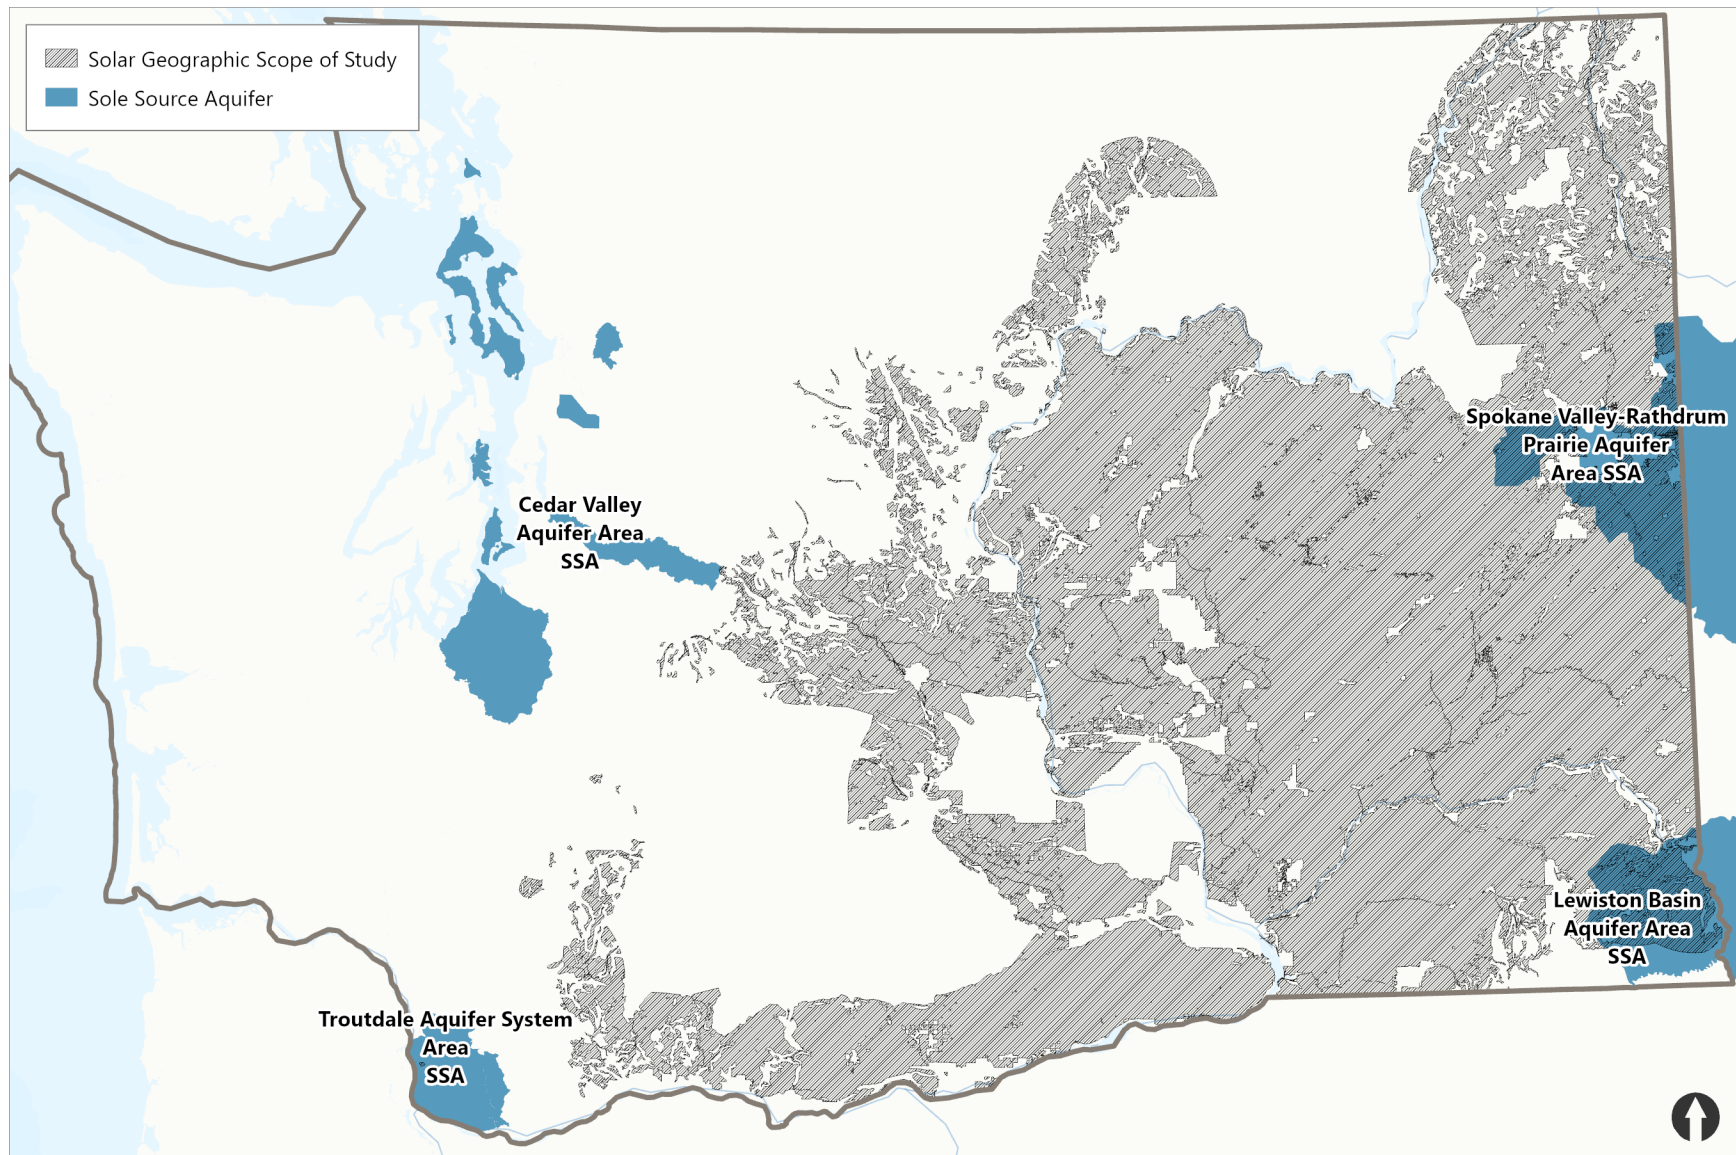 Solar Geographic Scope of Study
Sole Source Aquifer
Spokane Valley-Rathdrum
Prairie Aquifer
Area SSA
Cedar Valley
Aquifer Area
SSA
Lewiston Basin
Aquifer Area
SSA
Troutdale Aquifer System
Area
SSA